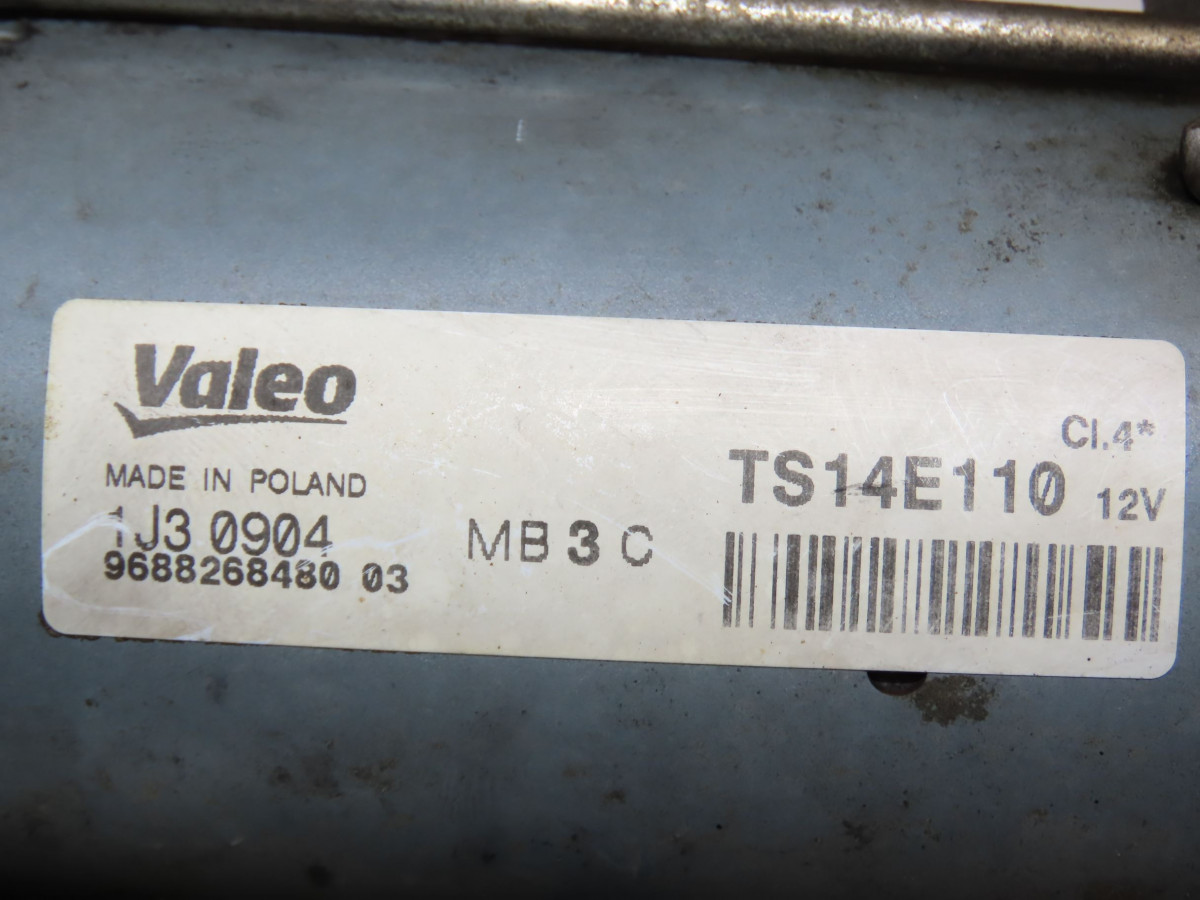 Valeo
MADE IN POLAND
1J3 0904
9688268480 03
MB 3 C
Cl.4*
TS14E110 12V